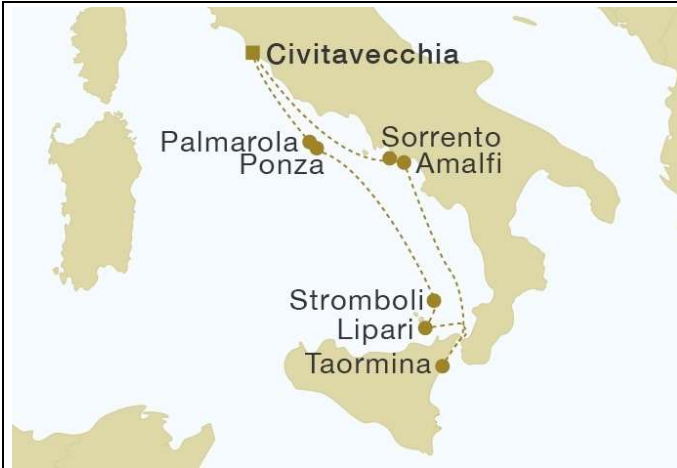 Civitavecchia
Palmarola
Ponza
Sorrento
Amalfi
Stromboli
Lipari
Taormina